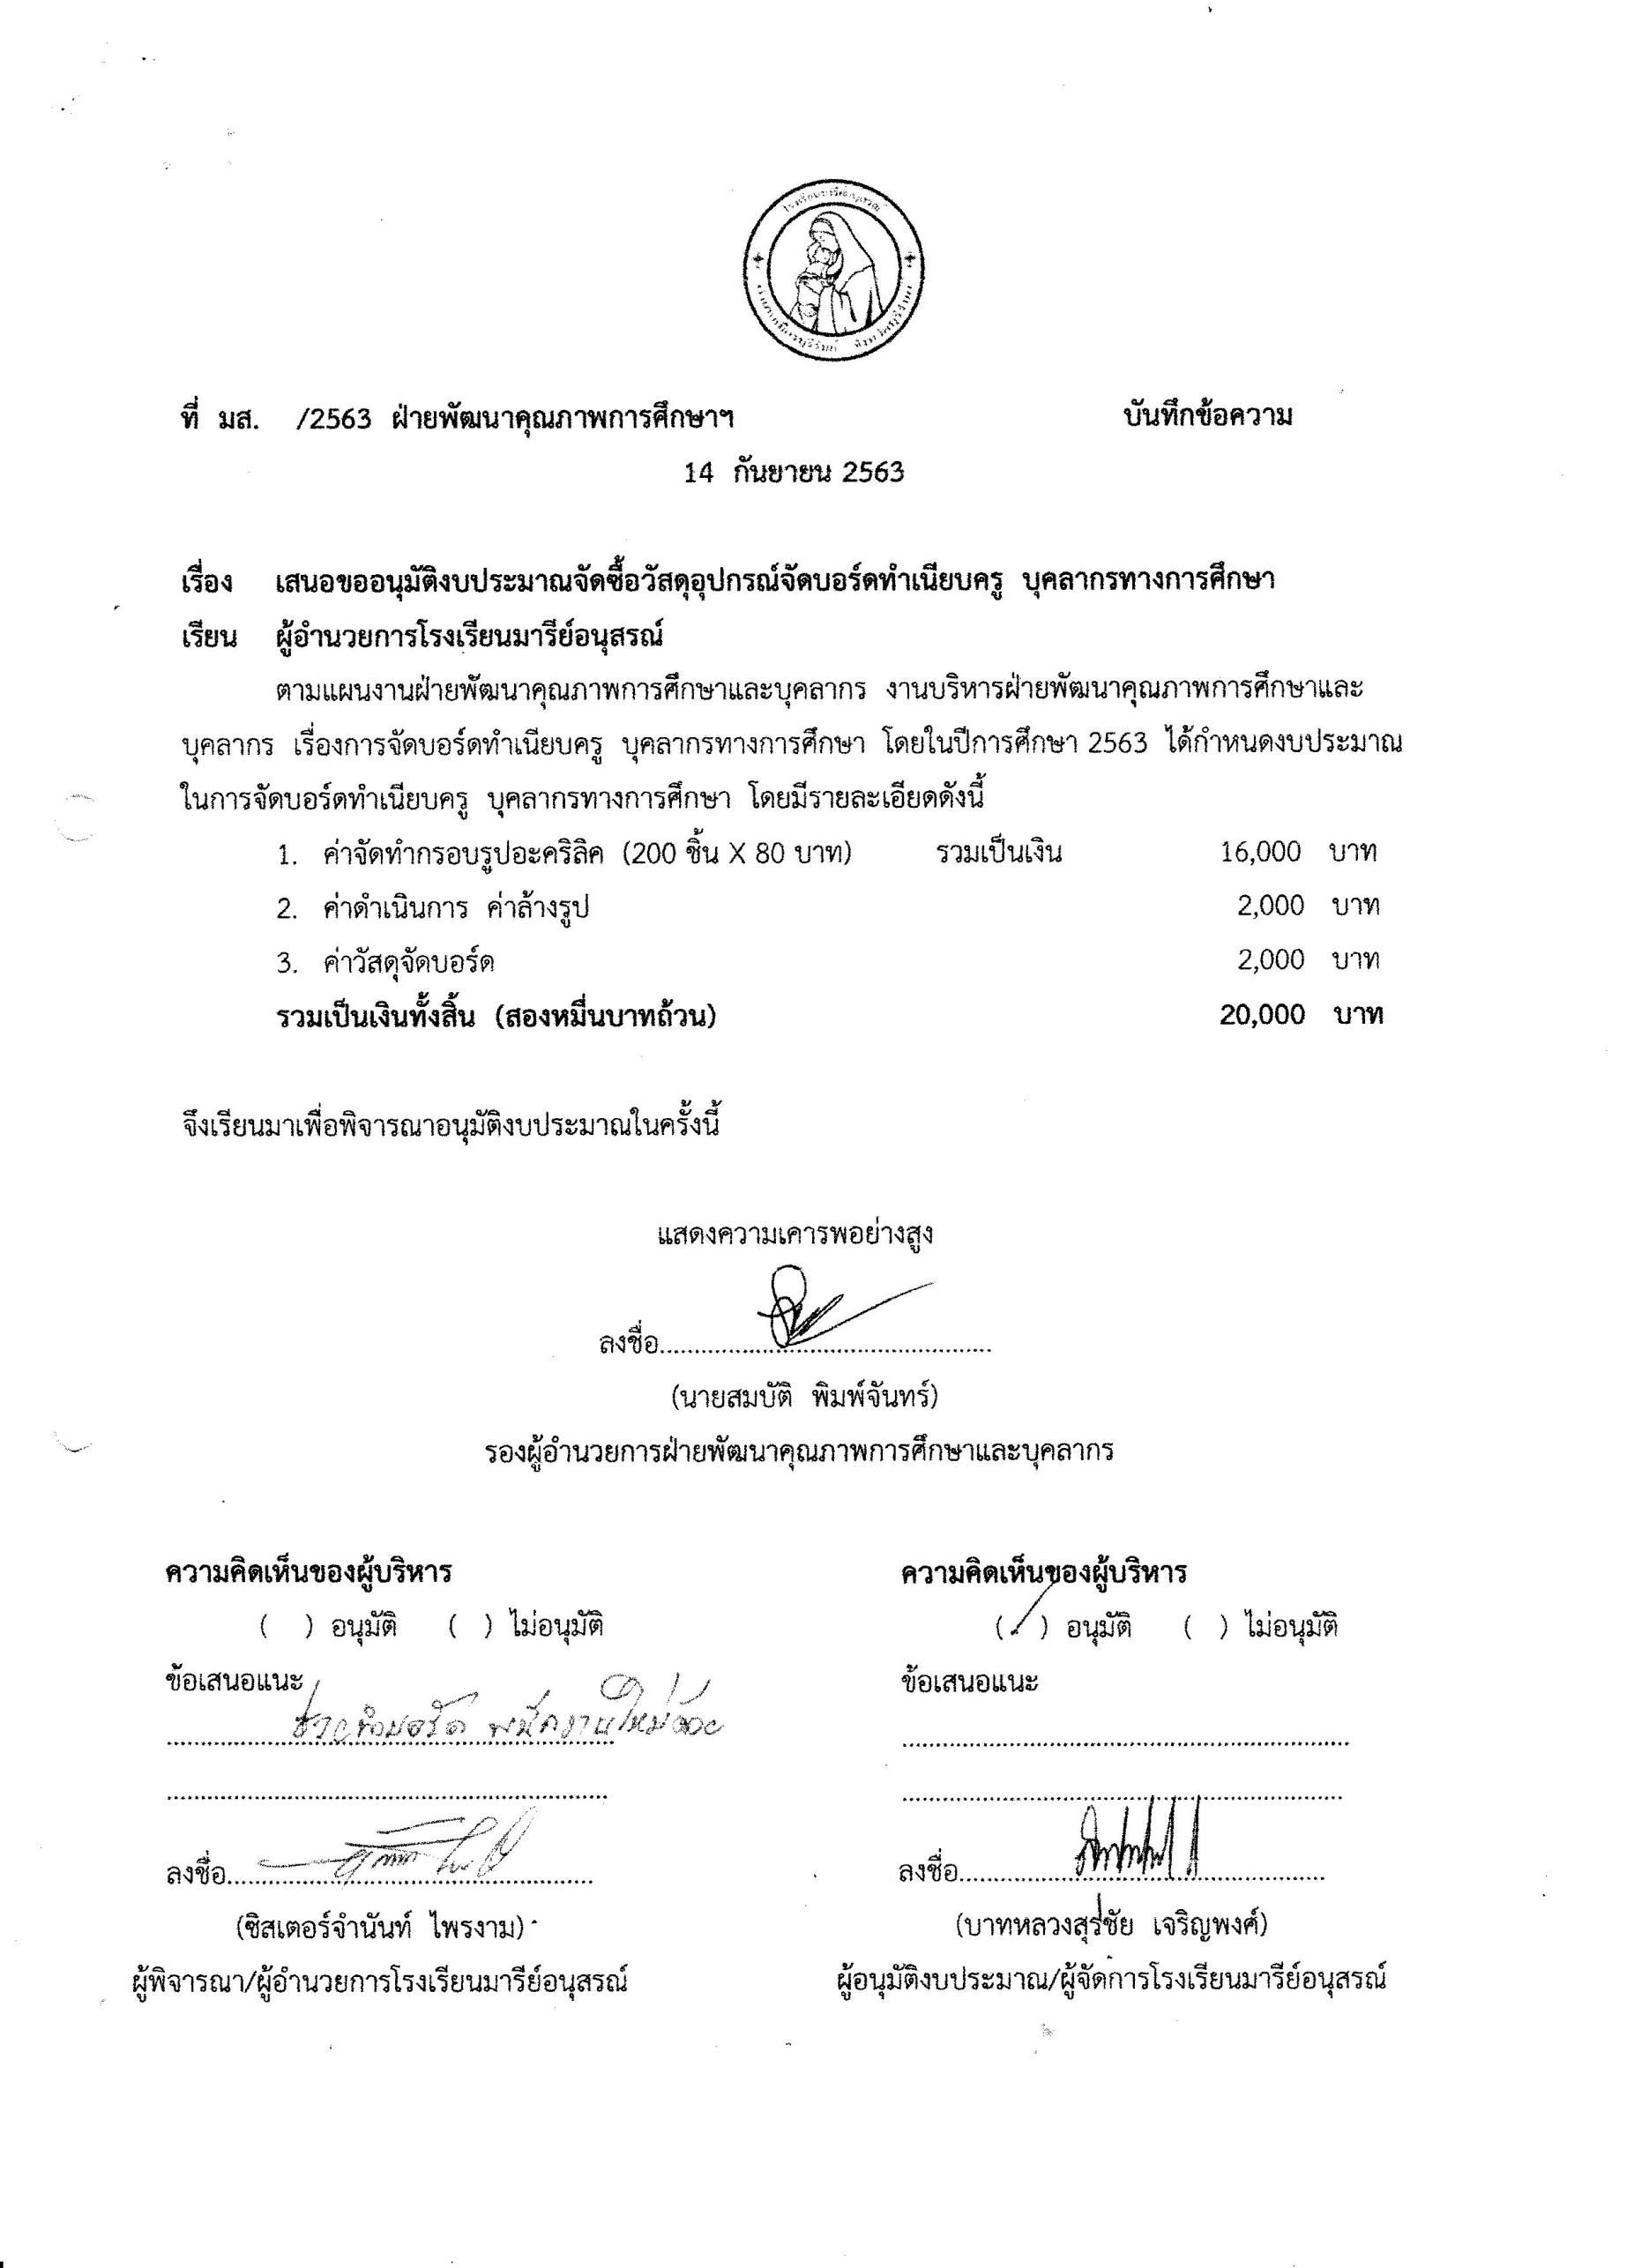 ที่ มส. /2563 ฝ่ายพัฒนาคุณภาพการศึกษาฯ บันทึกข้อความ
14 กันยายน 2563
เรื่อง เสนอขออนุมัติงบประมาณจัดซื้อวัสดุอุปกรณ์จัดบอร์ดทำเนียบครู บุคลากรทางการศึกษา
เรียน ผู้อำนวยการโรงเรียนมารีย์อนุสรณ์
ตามแผนงานฝ่ายพัฒนาคุณภาพการศึกษาและบุคลากร งานบริหารฝ่ายพัฒนาคุณภาพการศึกษาและ
บุคลากร เรื่องการจัดบอร์ดทำเนียบครู บุคลากรทางการศึกษา โดยในปีการศึกษา 2563 ได้กำหนดงบประมาณ
ในการจัดบอร์ดทำเนียบครู บุคลากรทางการศึกษา โดยมีรายละเอียดดังนี้
1. ค่าจัดทำกรอบรูปอะคริลิค (200 ชิ้น X 80 บาท) รวมเป็นเงิน 16,000 บาท
2. ค่าดำเนินการ ค่าล้างรูป 2,000 บาท
3. ค่าวัสดุจัดบอร์ด 2,000 บาท
รวมเป็นเงินทั้งสิ้น (สองหมื่นบาทถ้วน) 20,000 บาท
จึงเรียนมาเพื่อพิจารณาอนุมัติงบประมาณในครั้งนี้
แสดงความเคารพอย่างสูง
ลงชื่อ
(นายสมบัติ พิมพ์จันทร์)
รองผู้อำนวยการฝ่ายพัฒนาคุณภาพการศึกษาและบุคลากร
ความคิดเห็นของผู้บริหาร ความคิดเห็นของผู้บริหาร
( ) อนุมัติ ( ) ไม่อนุมัติ (/) อนุมัติ ( ) ไม่อนุมัติ
ข้อเสนอแนะ ข้อเสนอแนะ
ลงชื่อ ลงชื่อ
(ซิสเตอร์จำนันท์ ไพรงาม) (บาทหลวงสุรชัย เจริญพงศ์)
ผู้พิจารณา/ผู้อำนวยการโรงเรียนมารีย์อนุสรณ์ ผู้อนุมัติงบประมาณ/ผู้จัดการโรงเรียนมารีย์อนุสรณ์